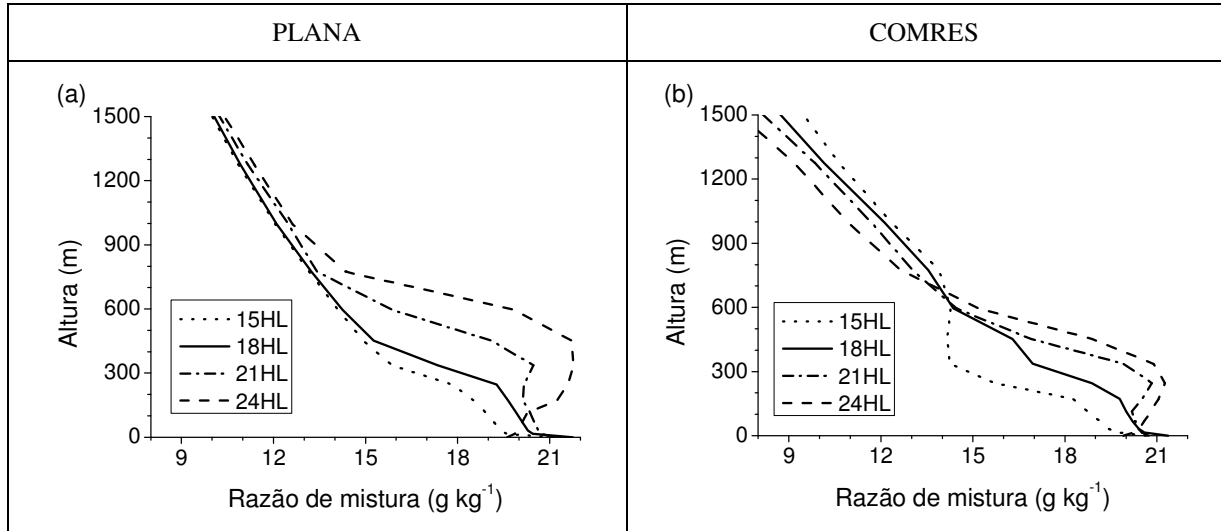 PLANA
COMRES
(a)
1500
1200
900
600
300
0
Altura (m)
15HL
18HL
21HL
24HL
9 12 15 18 21
Razão de mistura (g kg⁻¹)
(b)
1500
1200
900
600
300
0
Altura (m)
15HL
18HL
21HL
24HL
9 12 15 18 21
Razão de mistura (g kg⁻¹)